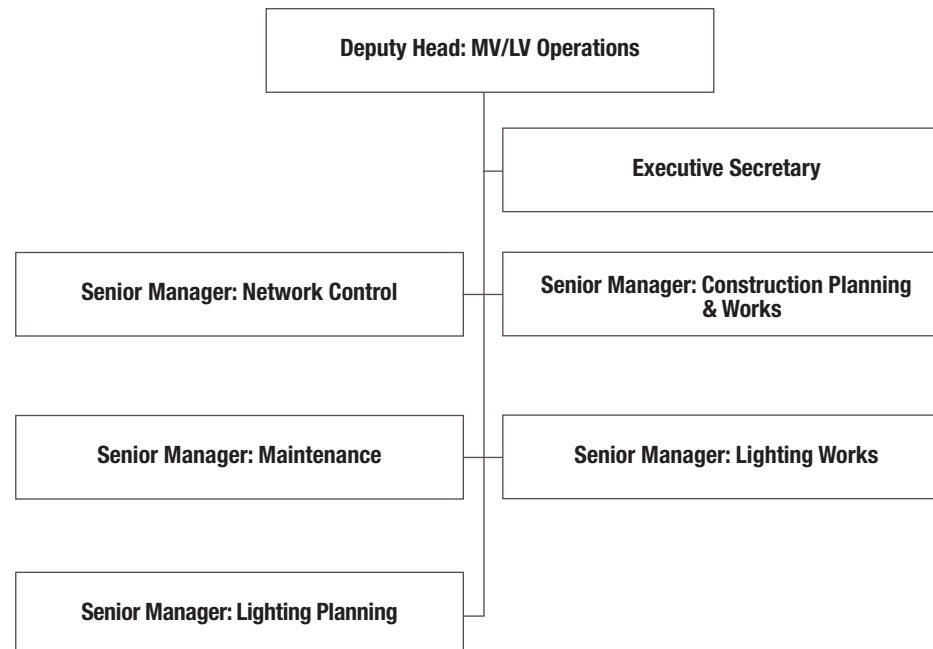 Deputy Head: MV/LV Operations
Executive Secretary
Senior Manager: Network Control
Senior Manager: Construction Planning
& Works
Senior Manager: Maintenance
Senior Manager: Lighting Works
Senior Manager: Lighting Planning